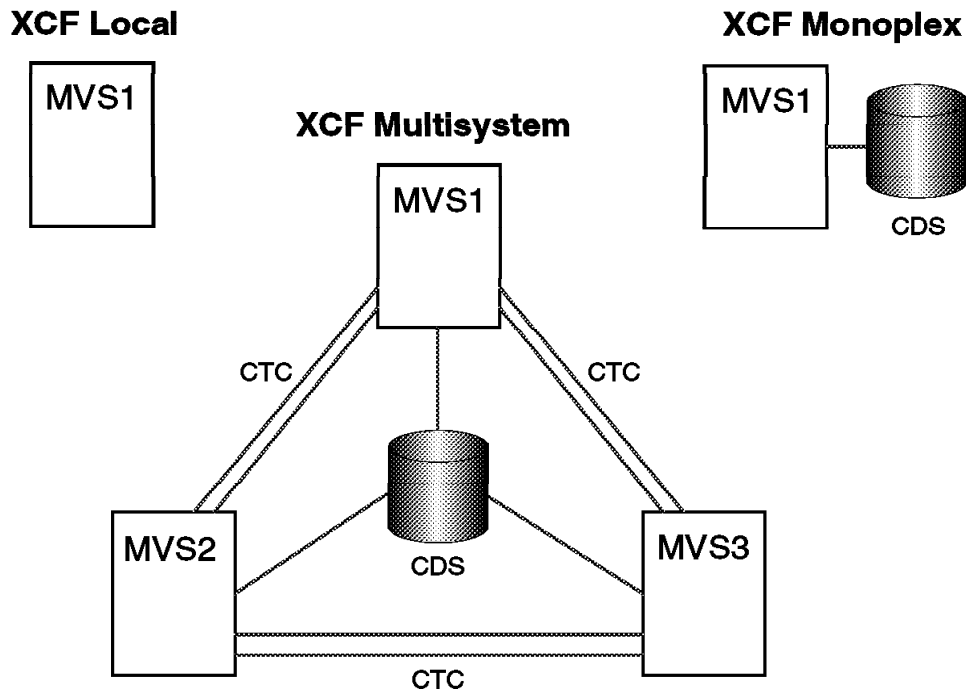 XCF Local
XCF Monoplex
MVS1
MVS1
XCF Multisystem
MVS1
CDS
CTC
CTC
MVS2
MVS3
CDS
CTC